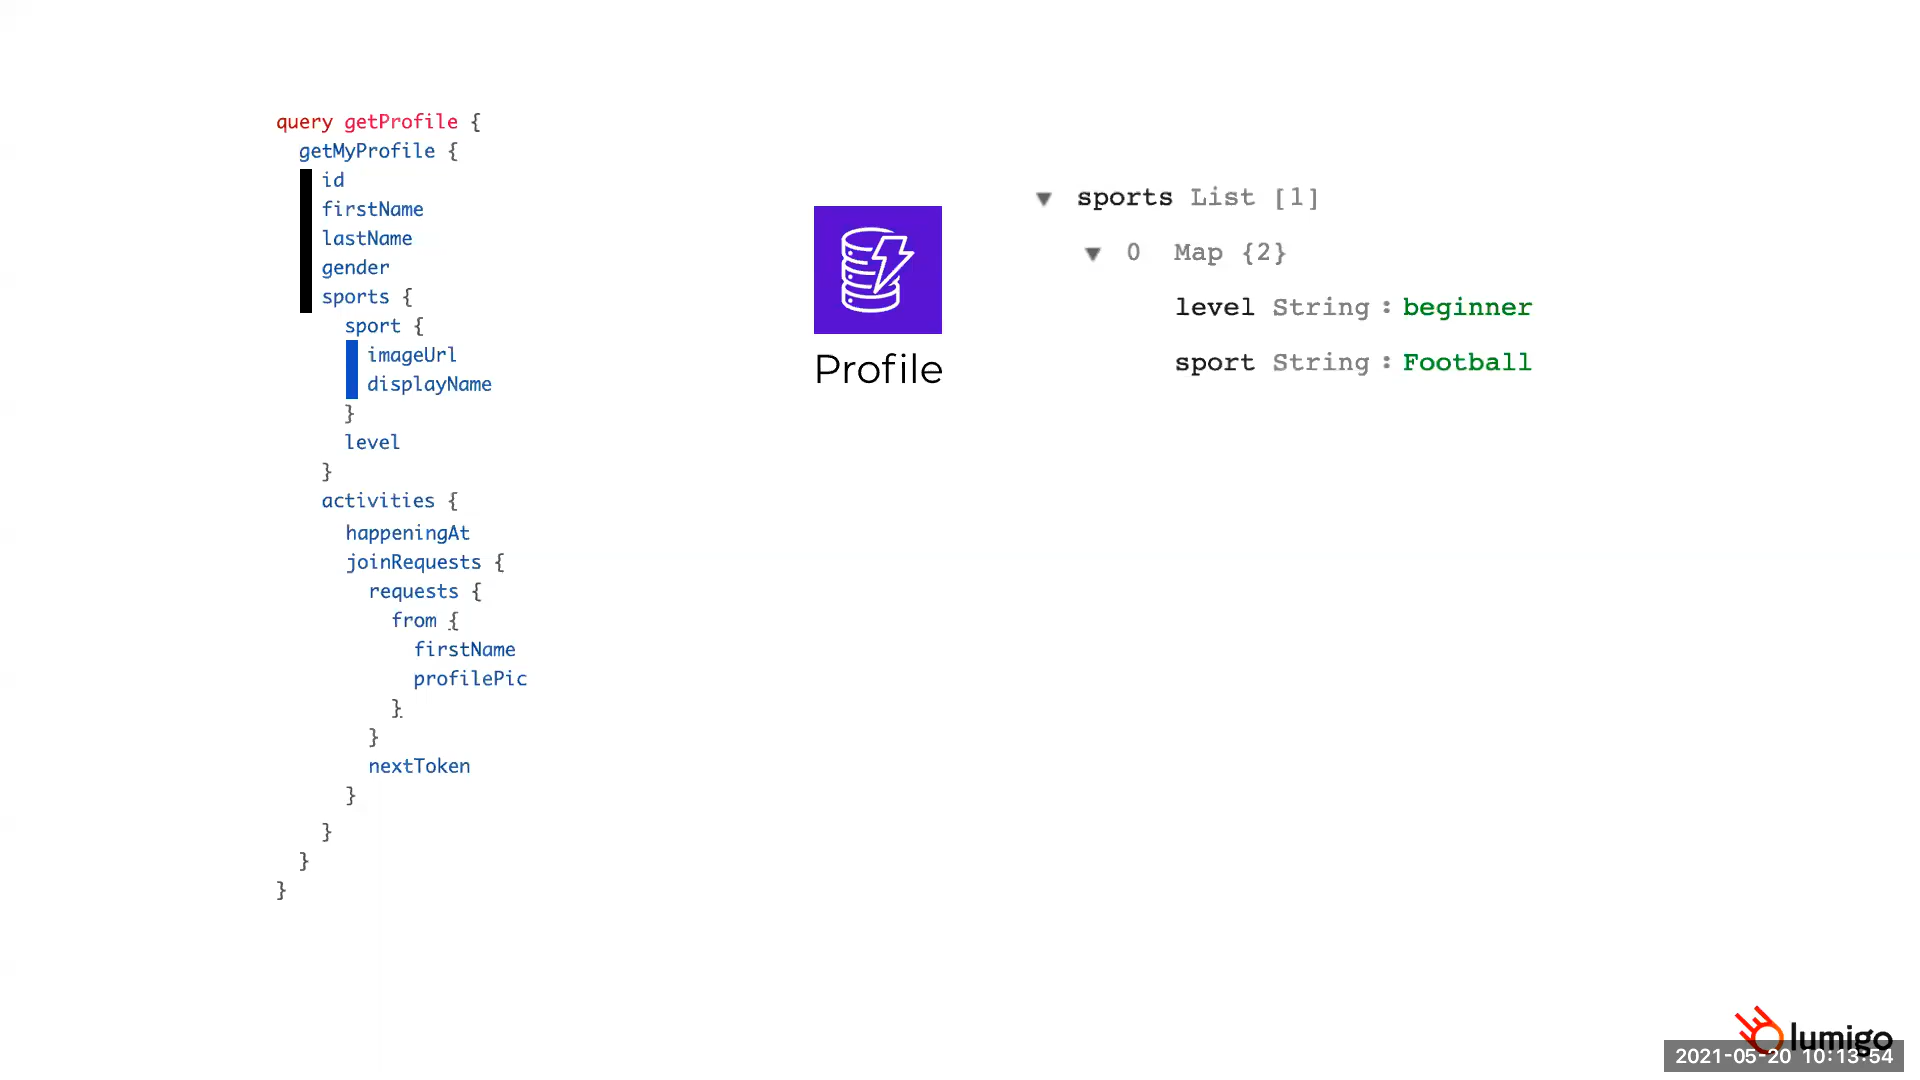 query getProfile {
getMyProfile {
id
firstName
lastName
gender
sports {
sport {
imageUrl
displayName
}
level
}
activities {
happeningAt
joinRequests {
requests {
from {
firstName
profilePic
}
}
nextToken
}
}
}
}
Profile
▼ sports List [1]
▼ 0 Map {2}
level String : beginner
sport String : Football
lumigo
2021-05-20 10:13:54